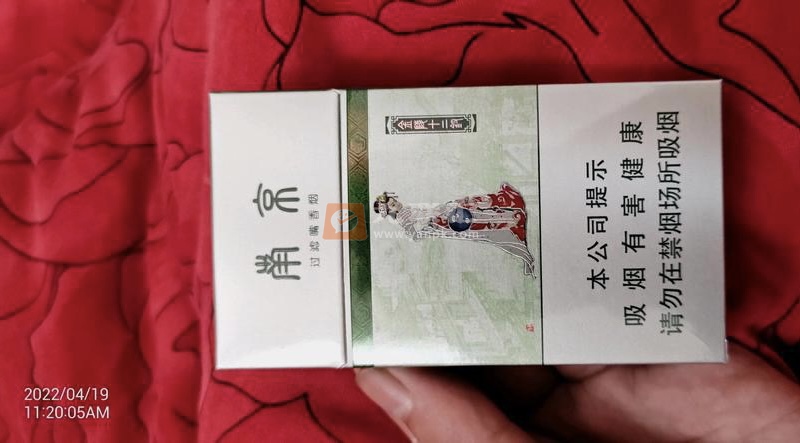 南京
过滤嘴香烟
金陵十二钗
本公司提示
吸烟有害健康
请勿在禁烟场所吸烟
2022/04/19
11:20:05AM